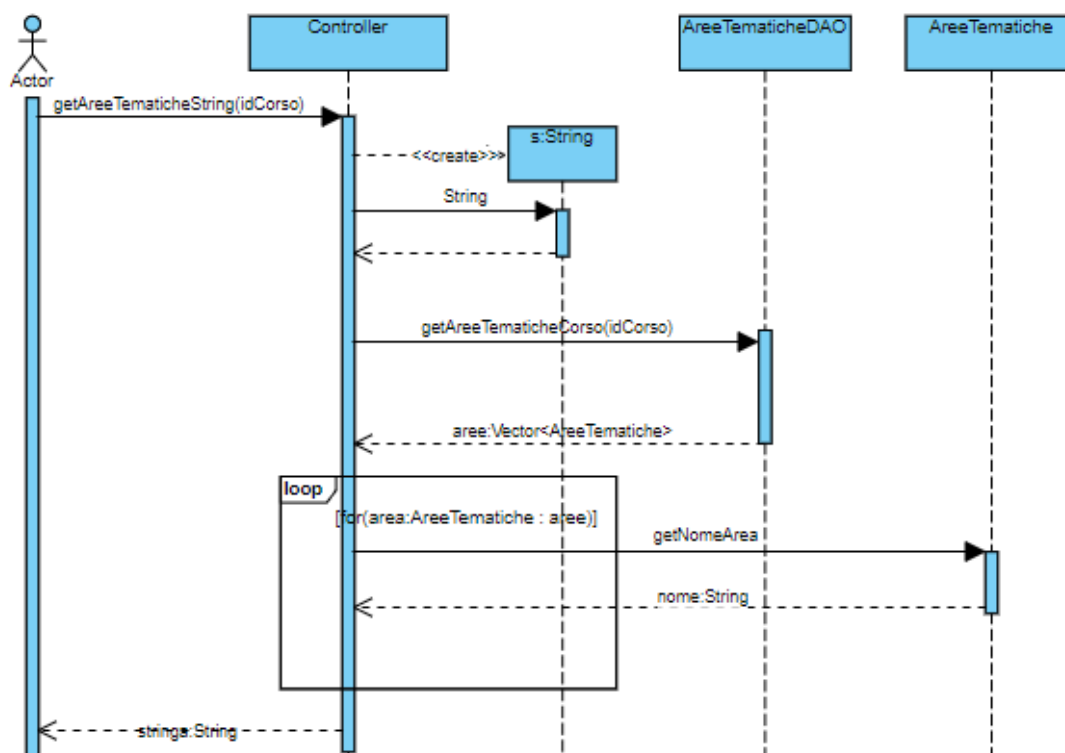 Controller
AreeTematicheDAO
AreeTematiche
Actor
getAreeTematicheString(idCorso)
s:String
<<create>>
String
getAreeTematicheCorso(idCorso)
aree:Vector<AreeTematiche>
loop
[for(area:AreeTematiche : aree)]
getNomeArea
nome:String
strings:String